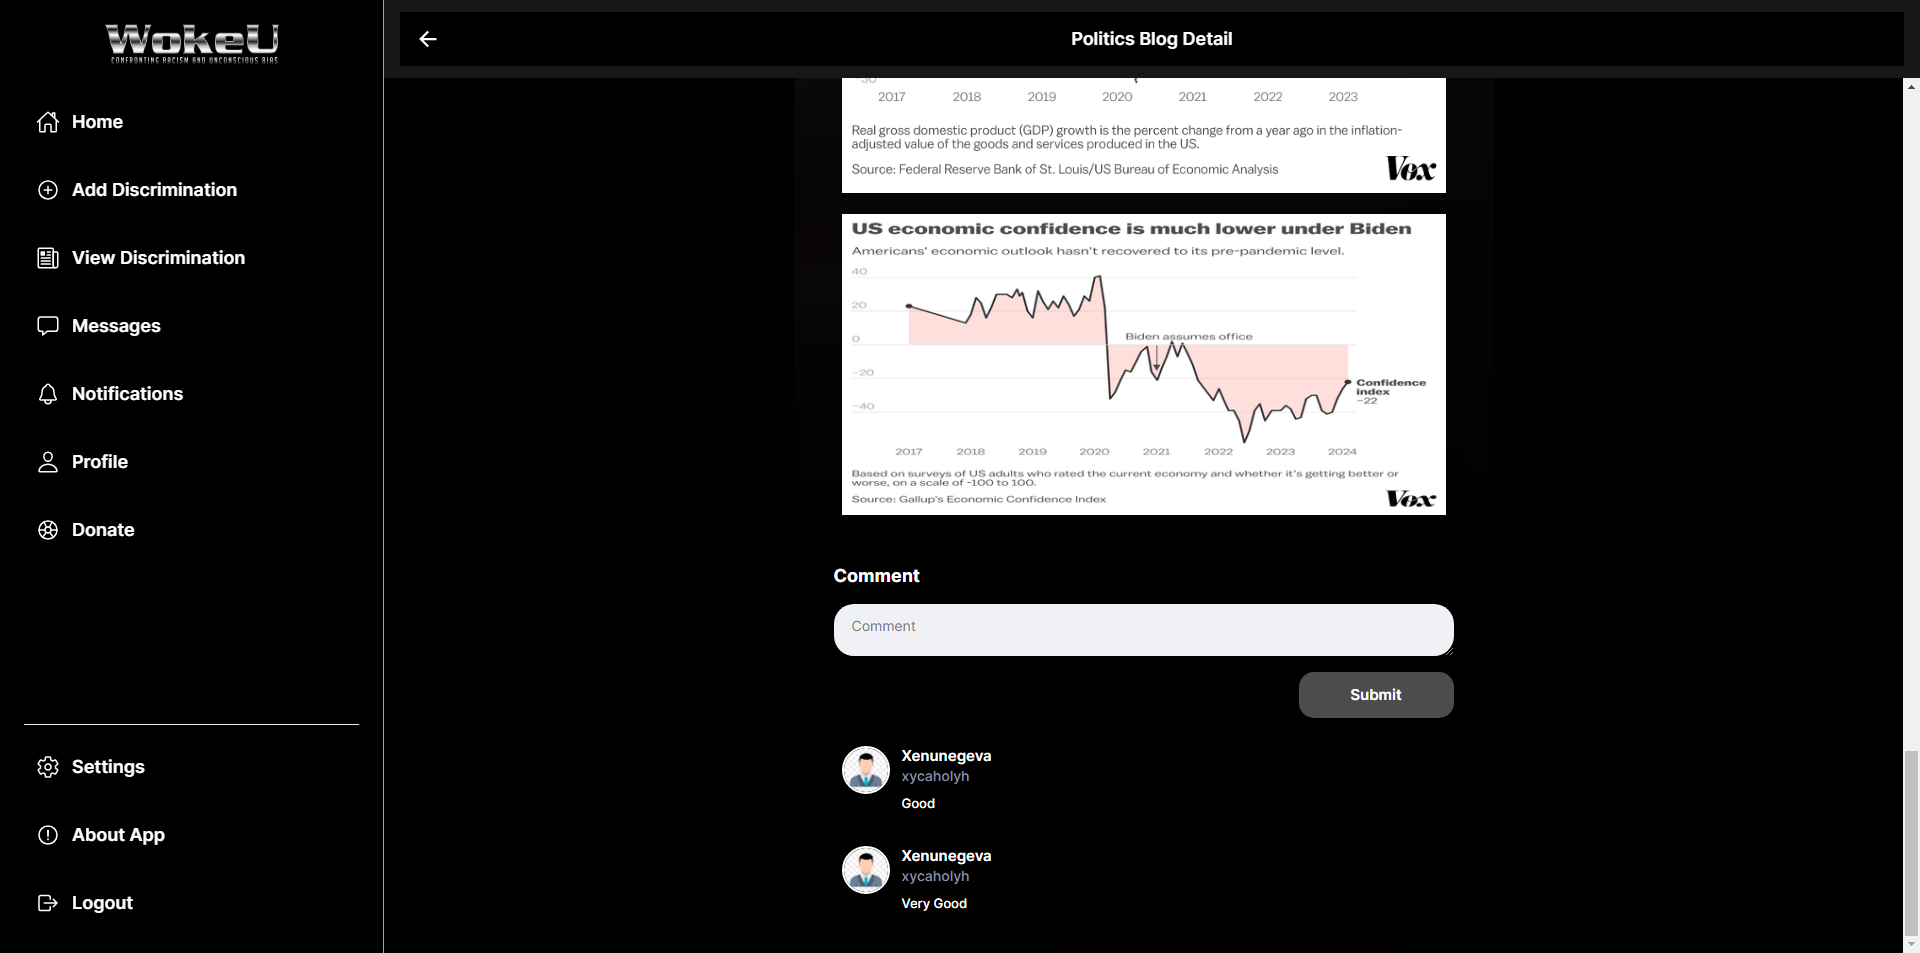 WokeU
CONFRONTING RACISM AND UNCONSCIOUS BIAS
Home
Add Discrimination
View Discrimination
Messages
Notifications
Profile
Donate
Settings
About App
Logout
Politics Blog Detail
-30
2017 2018 2019 2020 2021 2022 2023
Real gross domestic product (GDP) growth is the percent change from a year ago in the inflation-
adjusted value of the goods and services produced in the US.
Source: Federal Reserve Bank of St. Louis/US Bureau of Economic Analysis
Vox
US economic confidence is much lower under Biden
Americans' economic outlook hasn't recovered to its pre-pandemic level.
40
20
0
Biden assumes office
-20
Confidence
index
-22
-40
2017 2018 2019 2020 2021 2022 2023 2024
Based on surveys of US adults who rated the current economy and whether it's getting better or
worse, on a scale of -100 to 100.
Source: Gallup's Economic Confidence Index
Vox
Comment
Comment
Submit
Xenunegeva
xycaholyh
Good
Xenunegeva
xycaholyh
Very Good